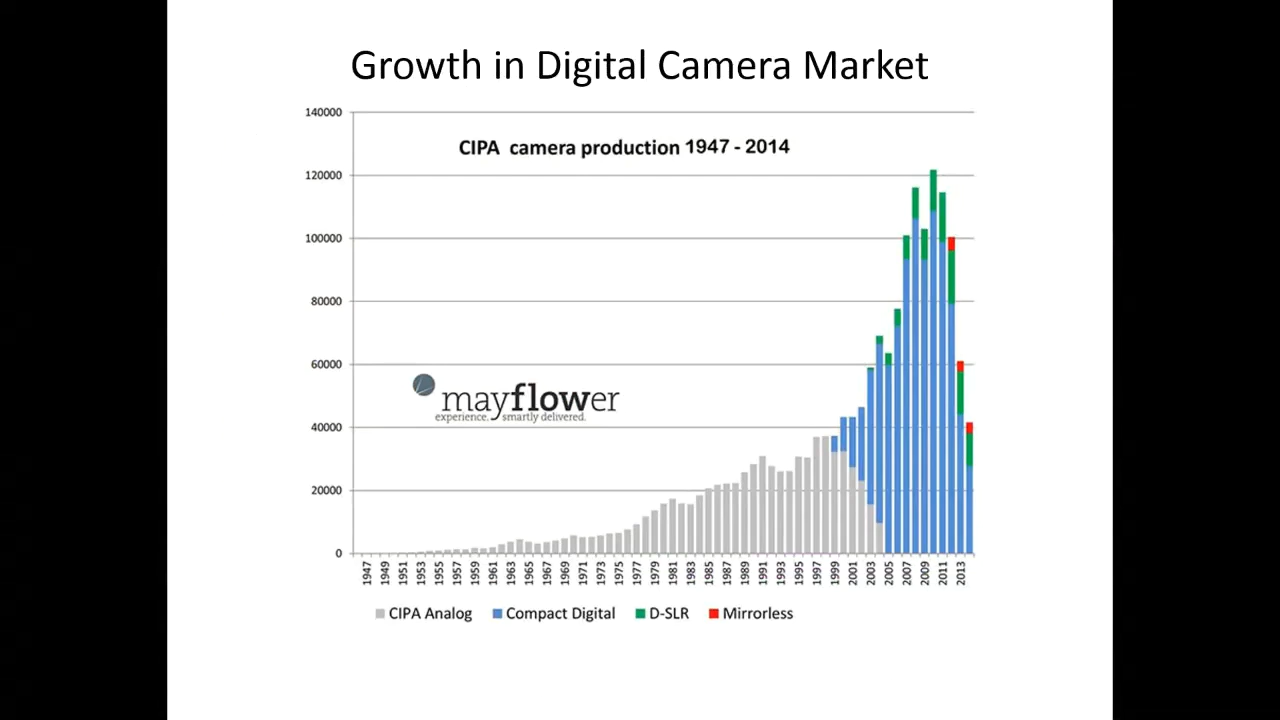 Growth in Digital Camera Market
140000
CIPA camera production 1947 - 2014
120000
100000
80000
60000
mayflower
experience. smartly delivered.
40000
20000
0
1947 1949 1951 1953 1955 1957 1959 1961 1963 1965 1967 1969 1971 1973 1975 1977 1979 1981 1983 1985 1987 1989 1991 1993 1995 1997 1999 2001 2003 2005 2007 2009 2011 2013
CIPA Analog Compact Digital D-SLR Mirrorless